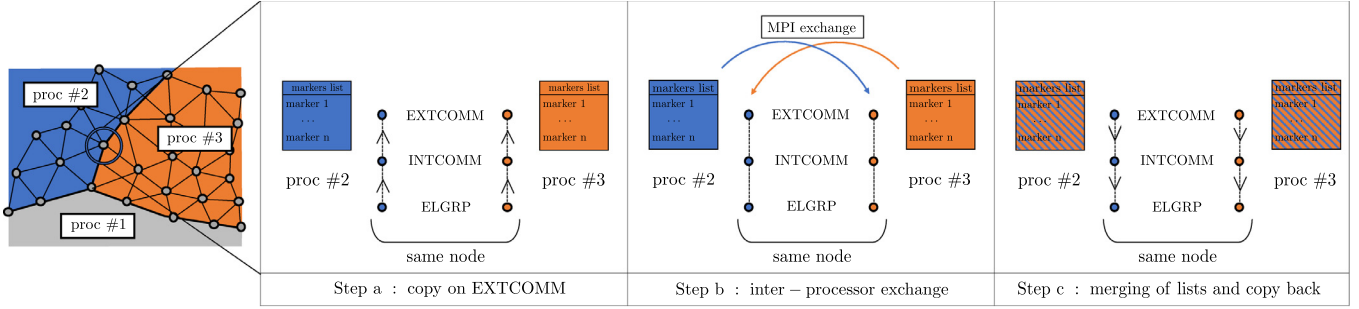 proc #2
proc #3
proc #1
markers list
marker 1
...
marker n
proc #2
EXTCOMM
INTCOMM
ELGRP
markers list
marker 1
...
marker n
proc #3
same node
Step a : copy on EXTCOMM
MPI exchange
markers list
marker 1
...
marker n
proc #2
EXTCOMM
INTCOMM
ELGRP
markers list
marker 1
...
marker n
proc #3
same node
Step b : inter − processor exchange
markers list
marker 1
...
marker n
proc #2
EXTCOMM
INTCOMM
ELGRP
markers list
marker 1
...
marker n
proc #3
same node
Step c : merging of lists and copy back